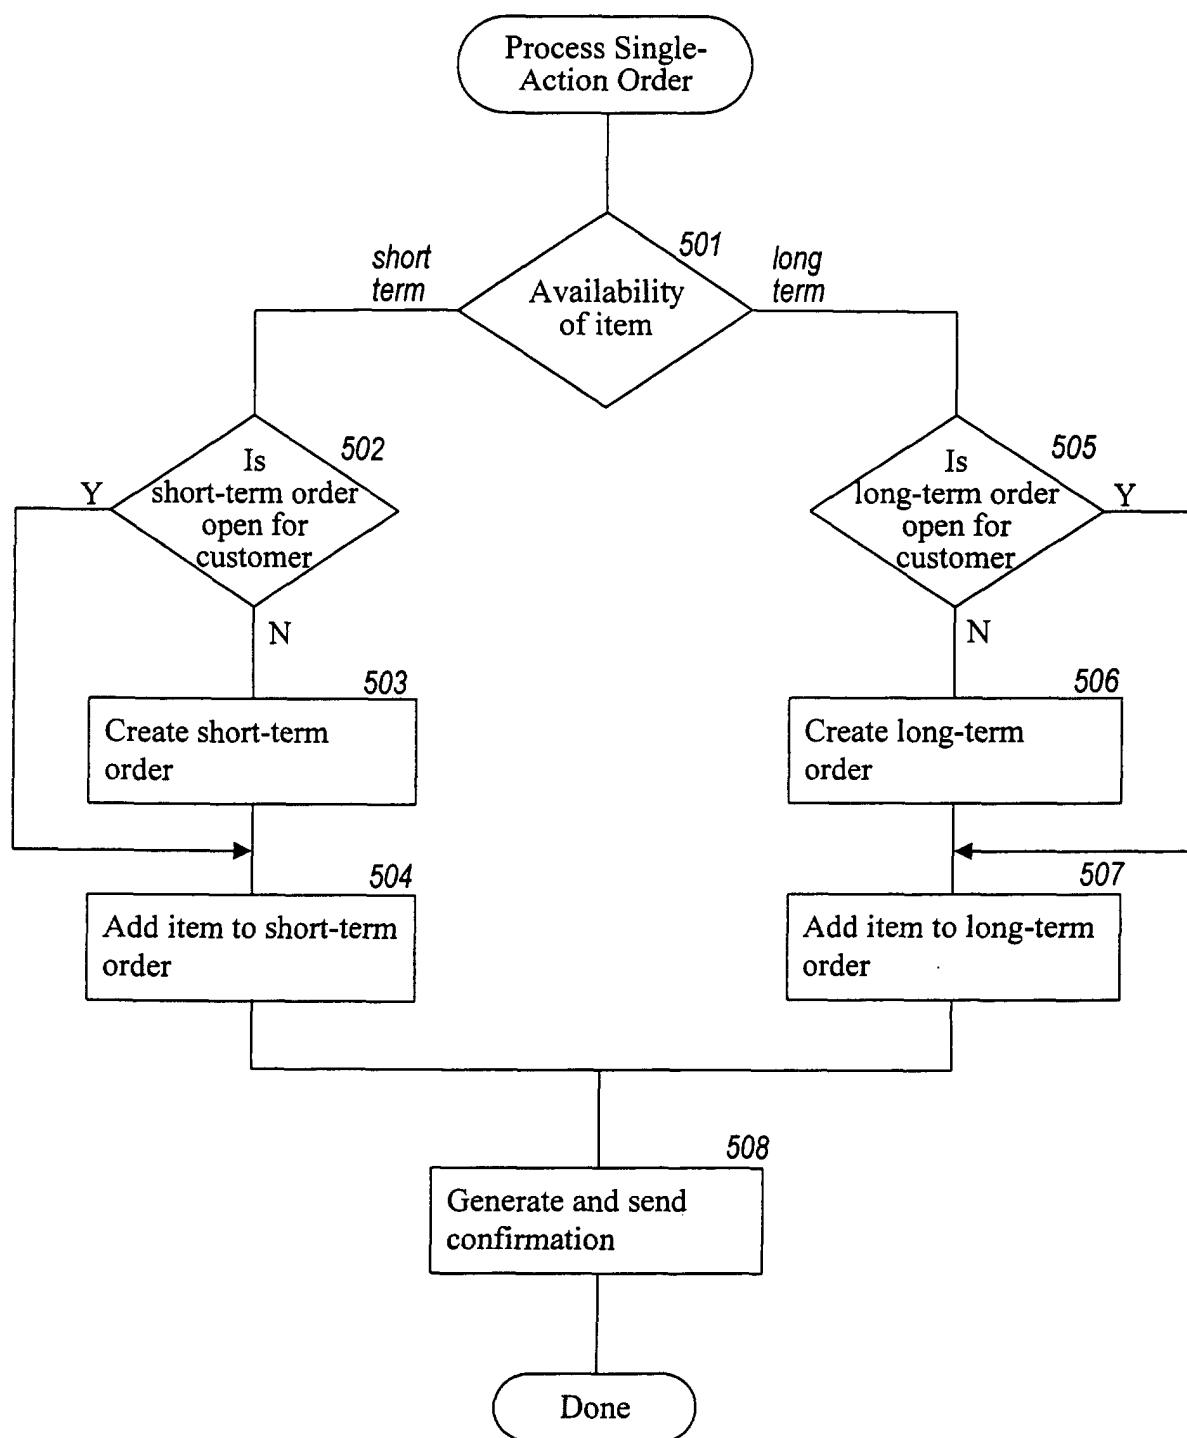 Process Single-
Action Order
501
short
term
long
term
Availability
of item
502
Is
short-term order
open for
customer
Y
N
505
Is
long-term order
open for
customer
Y
N
503
Create short-term
order
506
Create long-term
order
504
Add item to short-term
order
507
Add item to long-term
order
508
Generate and send
confirmation
Done